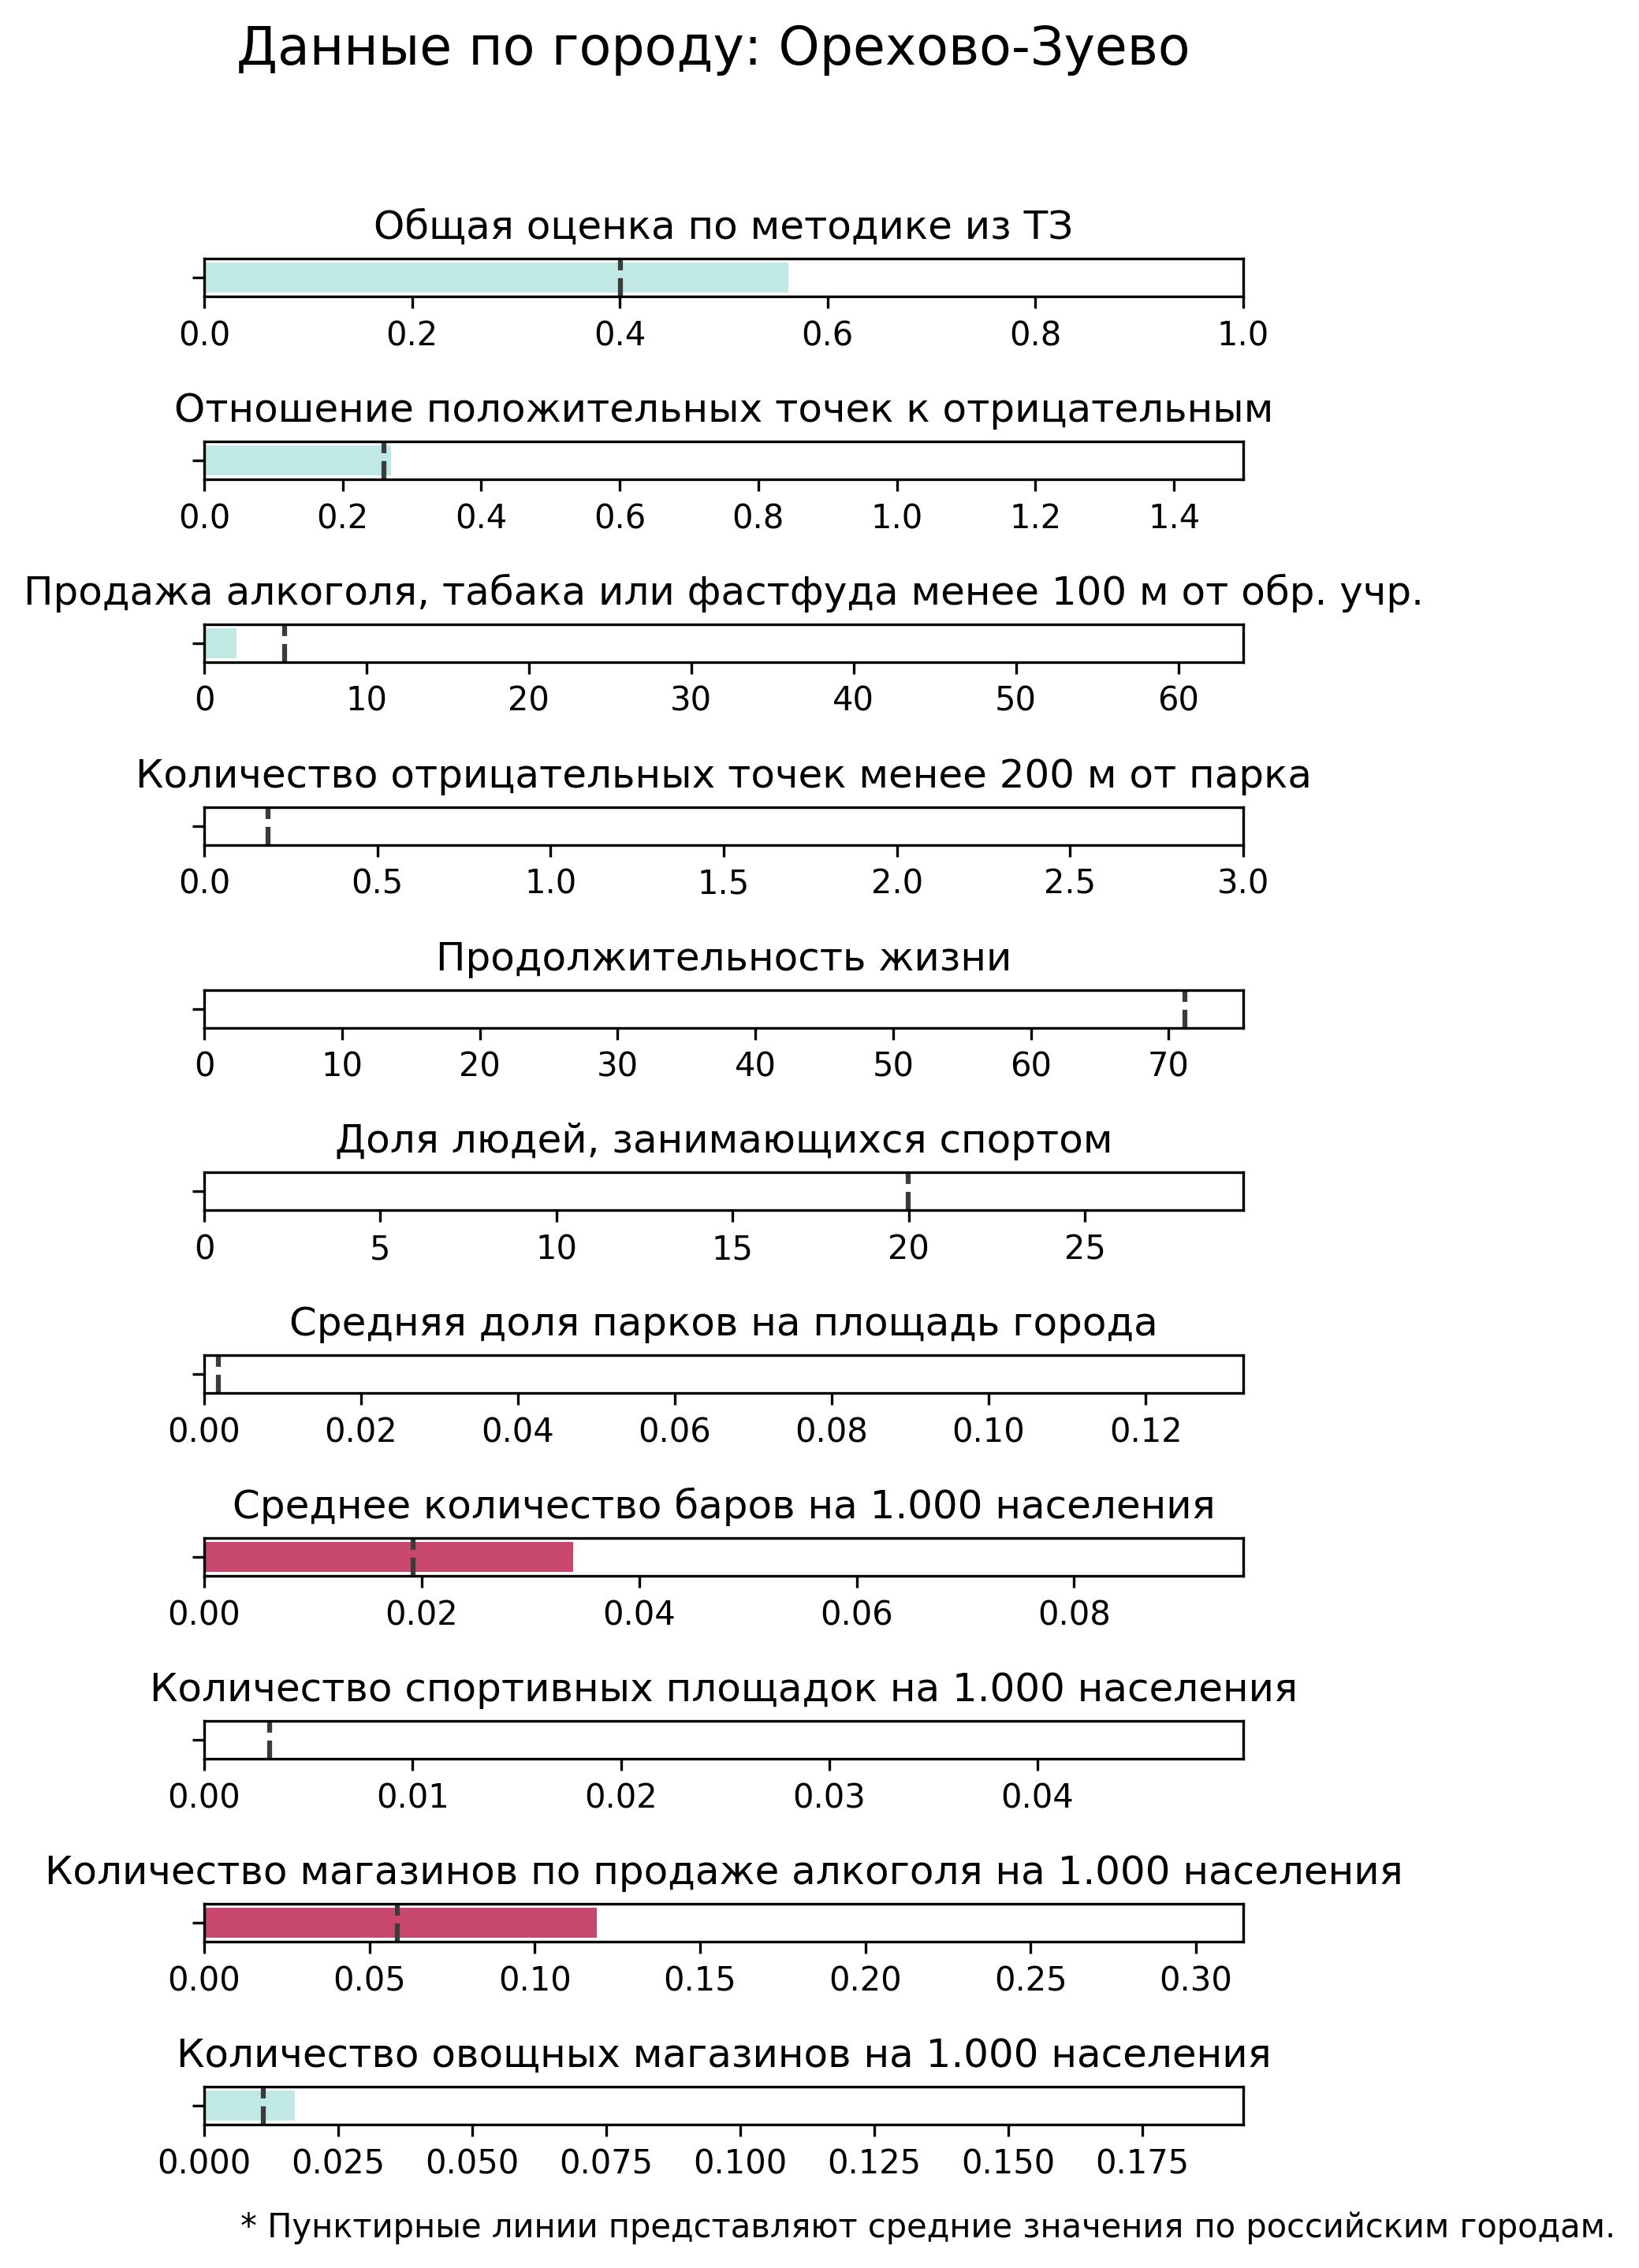 Данные по городу: Орехово-Зуево
Общая оценка по методике из ТЗ
0.0 0.2 0.4 0.6 0.8 1.0
Отношение положительных точек к отрицательным
0.0 0.2 0.4 0.6 0.8 1.0 1.2 1.4
Продажа алкоголя, табака или фастфуда менее 100 м от обр. учр.
0 10 20 30 40 50 60
Количество отрицательных точек менее 200 м от парка
0.0 0.5 1.0 1.5 2.0 2.5 3.0
Продолжительность жизни
0 10 20 30 40 50 60 70
Доля людей, занимающихся спортом
0 5 10 15 20 25
Средняя доля парков на площадь города
0.00 0.02 0.04 0.06 0.08 0.10 0.12
Среднее количество баров на 1.000 населения
0.00 0.02 0.04 0.06 0.08
Количество спортивных площадок на 1.000 населения
0.00 0.01 0.02 0.03 0.04
Количество магазинов по продаже алкоголя на 1.000 населения
0.00 0.05 0.10 0.15 0.20 0.25 0.30
Количество овощных магазинов на 1.000 населения
0.000 0.025 0.050 0.075 0.100 0.125 0.150 0.175
* Пунктирные линии представляют средние значения по российским городам.